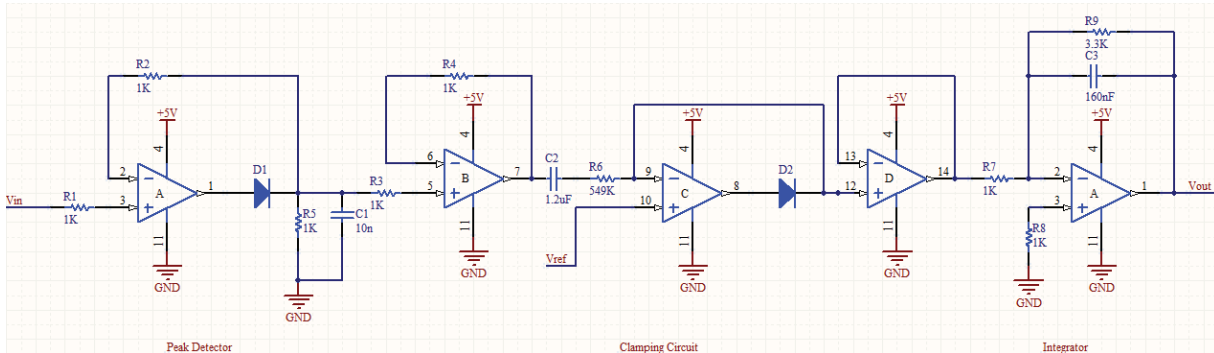 R2
1K
+5V
4
2
A
1
3
11
GND
Vin
R1
1K
D1
R5
1K
C1
10n
GND
Peak Detector
R4
1K
+5V
4
6
B
7
5
11
GND
R3
1K
C2
1.2uF
R6
549K
+5V
4
9
C
8
10
11
GND
Vref
D2
Clamping Circuit
+5V
4
13
D
14
12
11
GND
R7
1K
R9
3.3K
C3
160nF
+5V
4
2
A
1
3
11
GND
R8
1K
GND
Vout
Integrator